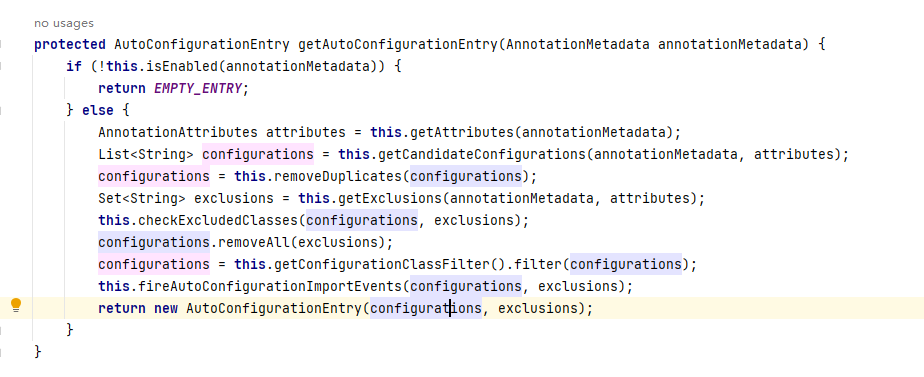 no usages
protected AutoConfigurationEntry getAutoConfigurationEntry(AnnotationMetadata annotationMetadata) {
    if (!this.isEnabled(annotationMetadata)) {
        return EMPTY_ENTRY;
    } else {
        AnnotationAttributes attributes = this.getAttributes(annotationMetadata);
        List<String> configurations = this.getCandidateConfigurations(annotationMetadata, attributes);
        configurations = this.removeDuplicates(configurations);
        Set<String> exclusions = this.getExclusions(annotationMetadata, attributes);
        this.checkExcludedClasses(configurations, exclusions);
        configurations.removeAll(exclusions);
        configurations = this.getConfigurationClassFilter().filter(configurations);
        this.fireAutoConfigurationImportEvents(configurations, exclusions);
        return new AutoConfigurationEntry(configurations, exclusions);
    }
}